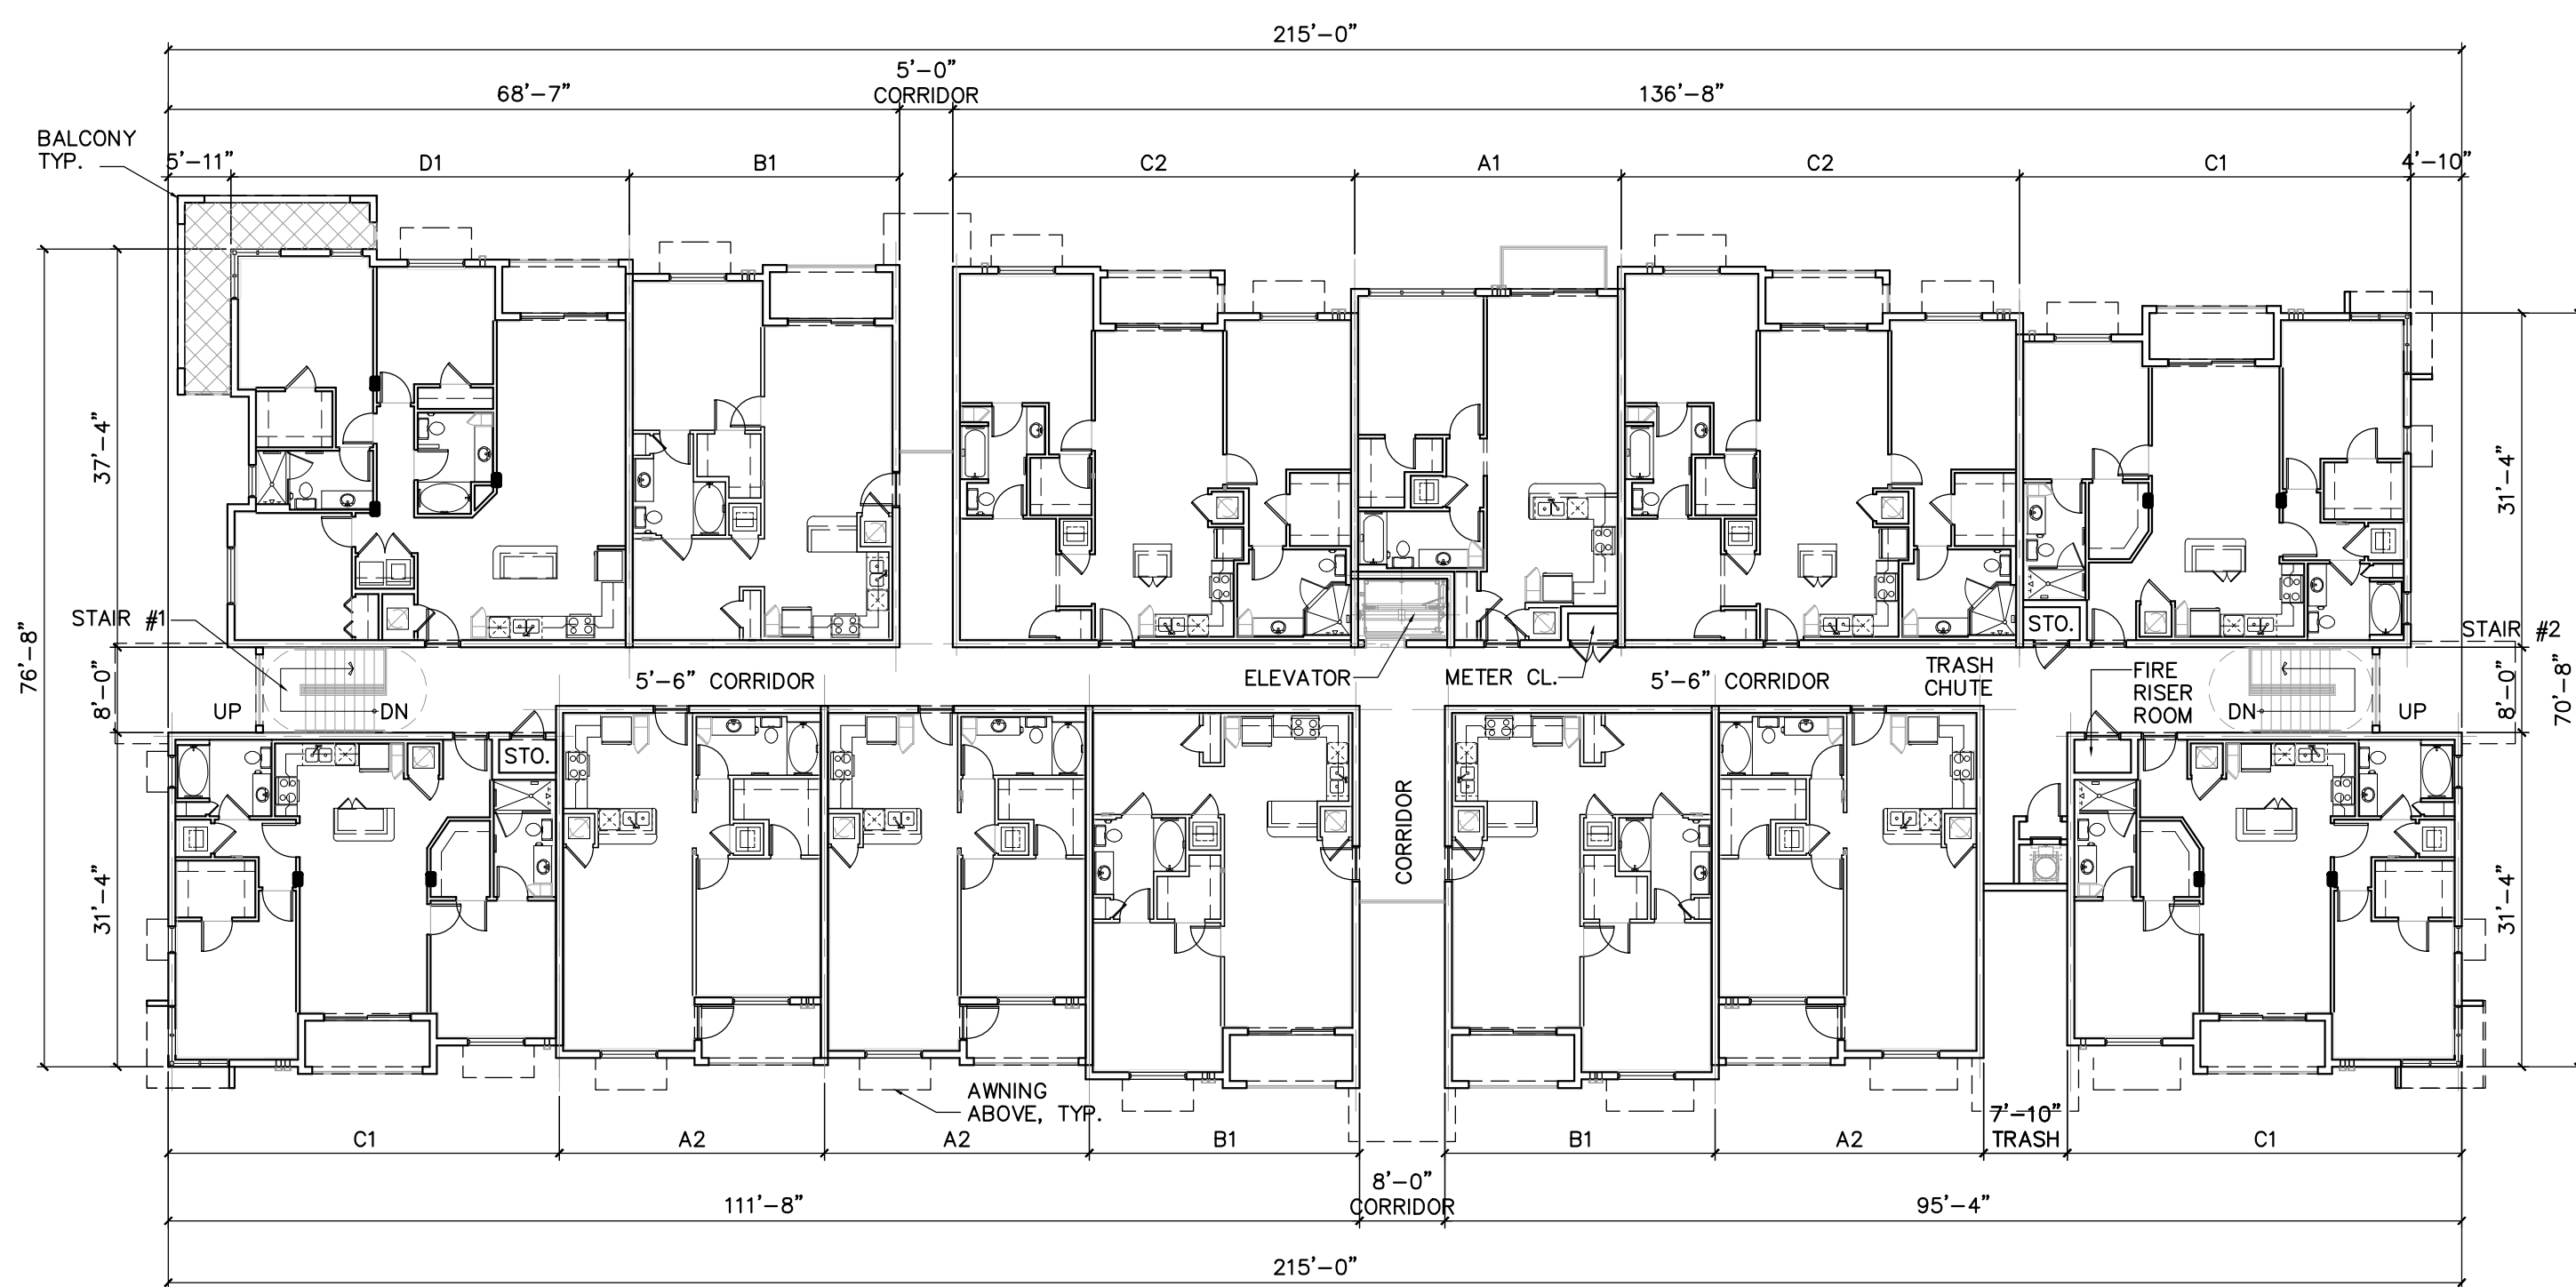 215'-0"
5'-0"
CORRIDOR
68'-7"
136'-8"
BALCONY
TYP.
5'-11"
D1
B1
C2
A1
C2
C1
4'-10"
37'-4"
31'-4"
76'-8"
STAIR #1
STO.
STAIR #2
8'-0"
UP
DN
5'-6" CORRIDOR
ELEVATOR
METER CL.
5'-6" CORRIDOR
TRASH
CHUTE
FIRE
RISER
ROOM
DN
UP
8'-0"
70'-8"
STO.
CORRIDOR
31'-4"
31'-4"
AWNING
ABOVE, TYP.
7'-10"
TRASH
C1
A2
A2
B1
B1
A2
C1
111'-8"
8'-0"
CORRIDOR
95'-4"
215'-0"